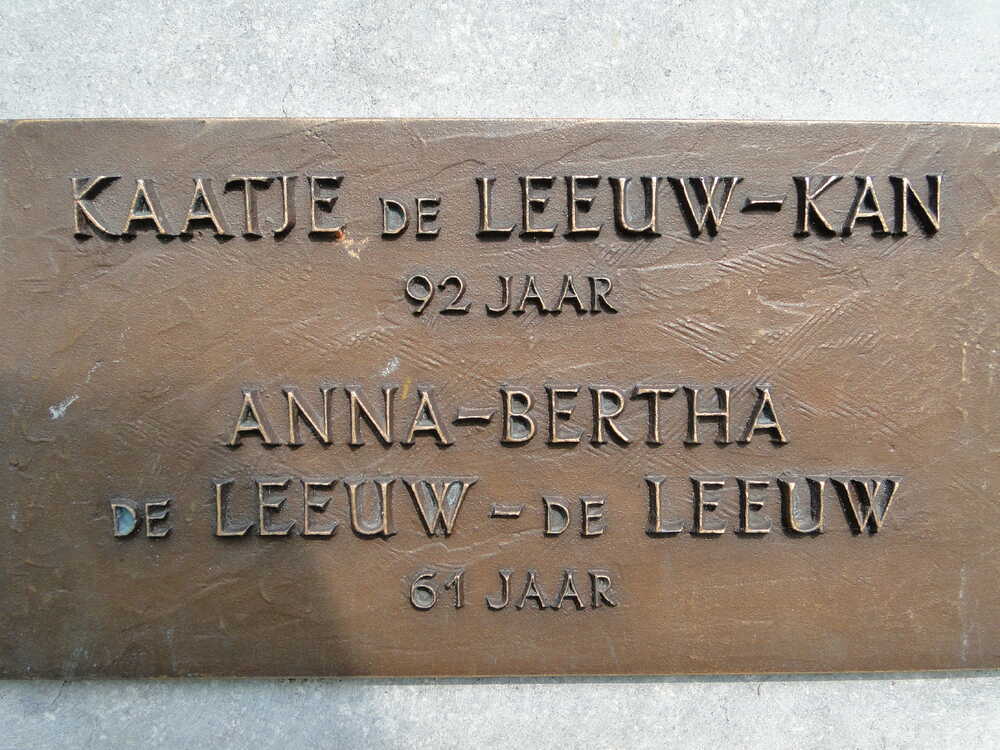 KAATJE DE LEEUW-KAN
92 JAAR
ANNA-BERTHA
DE LEEUW-DE LEEUW
61 JAAR